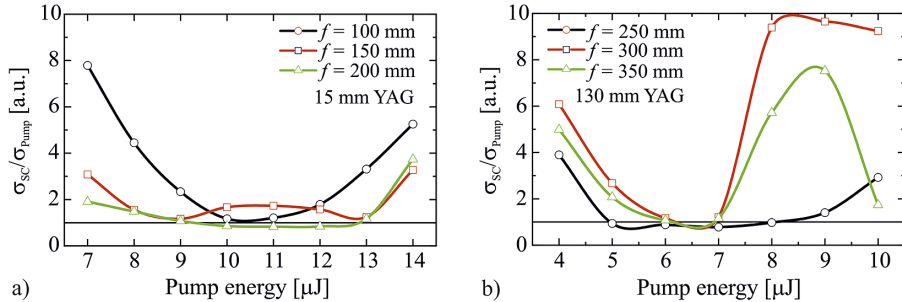 a)
σSC/σPump [a.u.]
10
8
6
4
2
0
f = 100 mm
f = 150 mm
f = 200 mm
15 mm YAG
7 8 9 10 11 12 13 14
Pump energy [µJ]
b)
σSC/σPump [a.u.]
10
8
6
4
2
0
f = 250 mm
f = 300 mm
f = 350 mm
130 mm YAG
4 5 6 7 8 9 10
Pump energy [µJ]